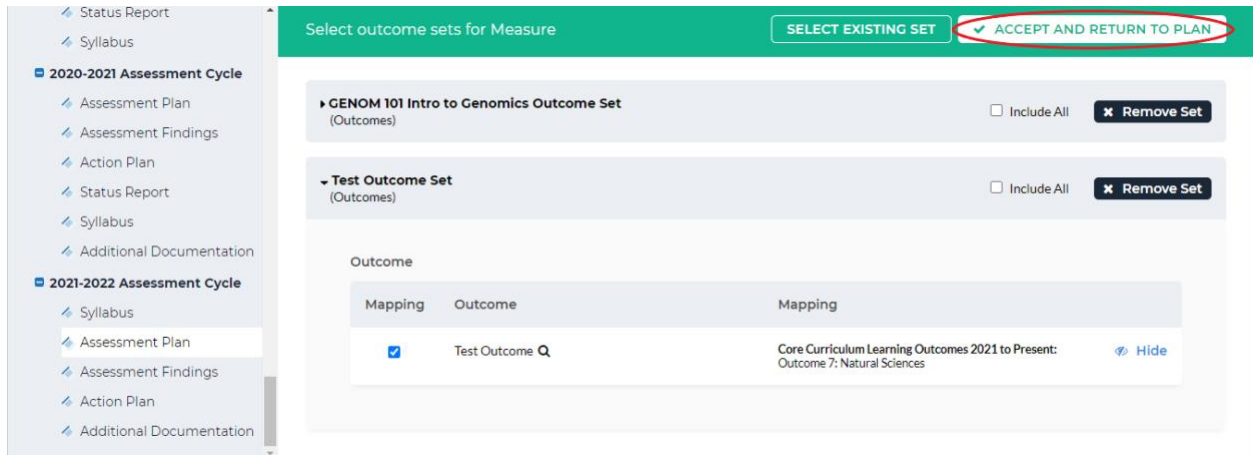 Status Report
Syllabus
2020-2021 Assessment Cycle
Assessment Plan
Assessment Findings
Action Plan
Status Report
Syllabus
Additional Documentation
2021-2022 Assessment Cycle
Syllabus
Assessment Plan
Assessment Findings
Action Plan
Additional Documentation
Select outcome sets for Measure
SELECT EXISTING SET
ACCEPT AND RETURN TO PLAN
GENOM 101 Intro to Genomics Outcome Set
(Outcomes)
Include All
Remove Set
Test Outcome Set
(Outcomes)
Include All
Remove Set
Outcome
Mapping Outcome Mapping
Test Outcome
Core Curriculum Learning Outcomes 2021 to Present:
Outcome 7: Natural Sciences
Hide